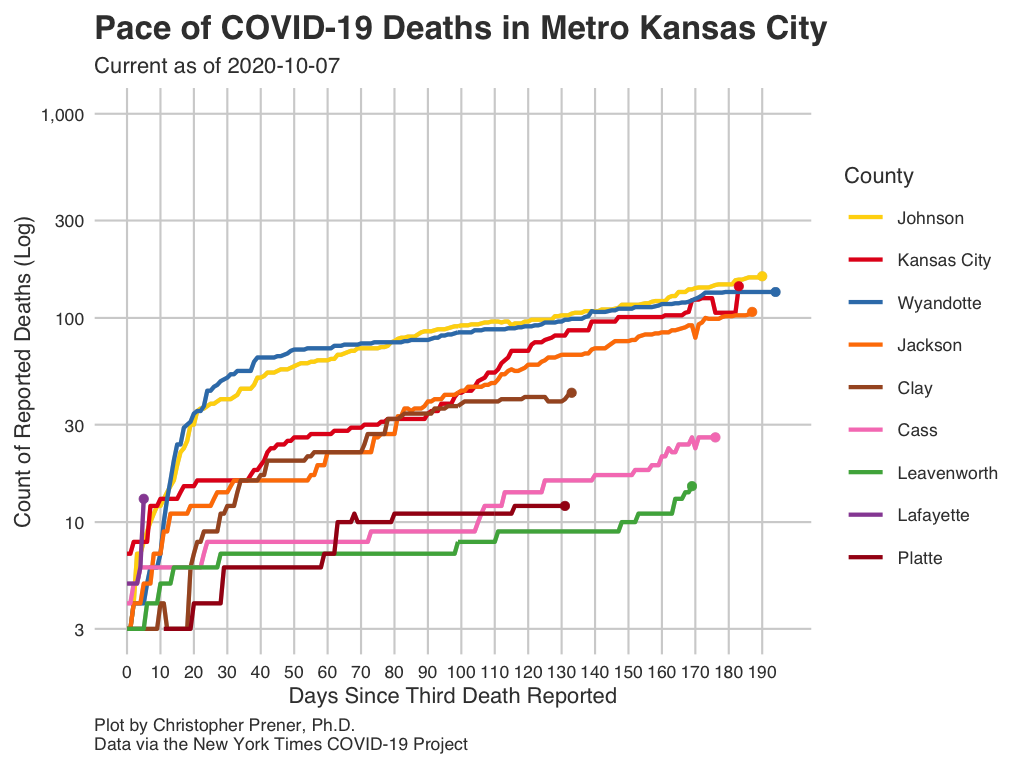 Pace of COVID-19 Deaths in Metro Kansas City
Current as of 2020-10-07
Count of Reported Deaths (Log)
1,000
300
100
30
10
3
0 10 20 30 40 50 60 70 80 90 100 110 120 130 140 150 160 170 180 190
Days Since Third Death Reported
County
Johnson
Kansas City
Wyandotte
Jackson
Clay
Cass
Leavenworth
Lafayette
Platte
Plot by Christopher Prener, Ph.D.
Data via the New York Times COVID-19 Project